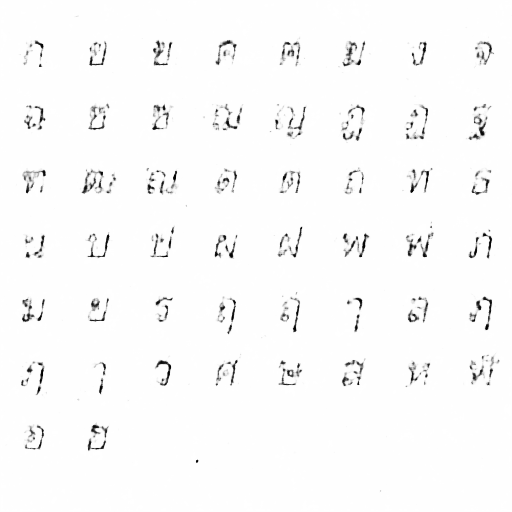 ก ข ฃ ค ฅ ฆ ง จ
ฉ ช ซ ฌ ญ ฎ ฏ ฐ
ฑ ฒ ณ ด ต ถ ท ธ
น บ ป ผ ฝ พ ฟ ภ
ม ย ร ฤ ฤ ๅ ล ฦ
ฦ ๅ ว ศ ษ ส ห ฬ
อ ฮ